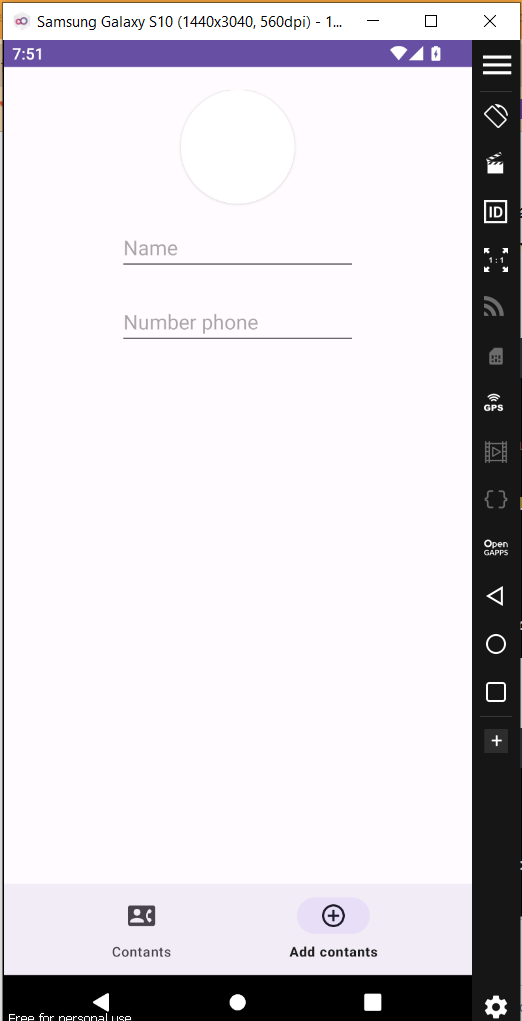 Samsung Galaxy S10 (1440x3040, 560dpi) - 1...
7:51
ID
1 : 1
GPS
Open
GAPPS
Name
Number phone
Contants
Add contants
Free for personal use